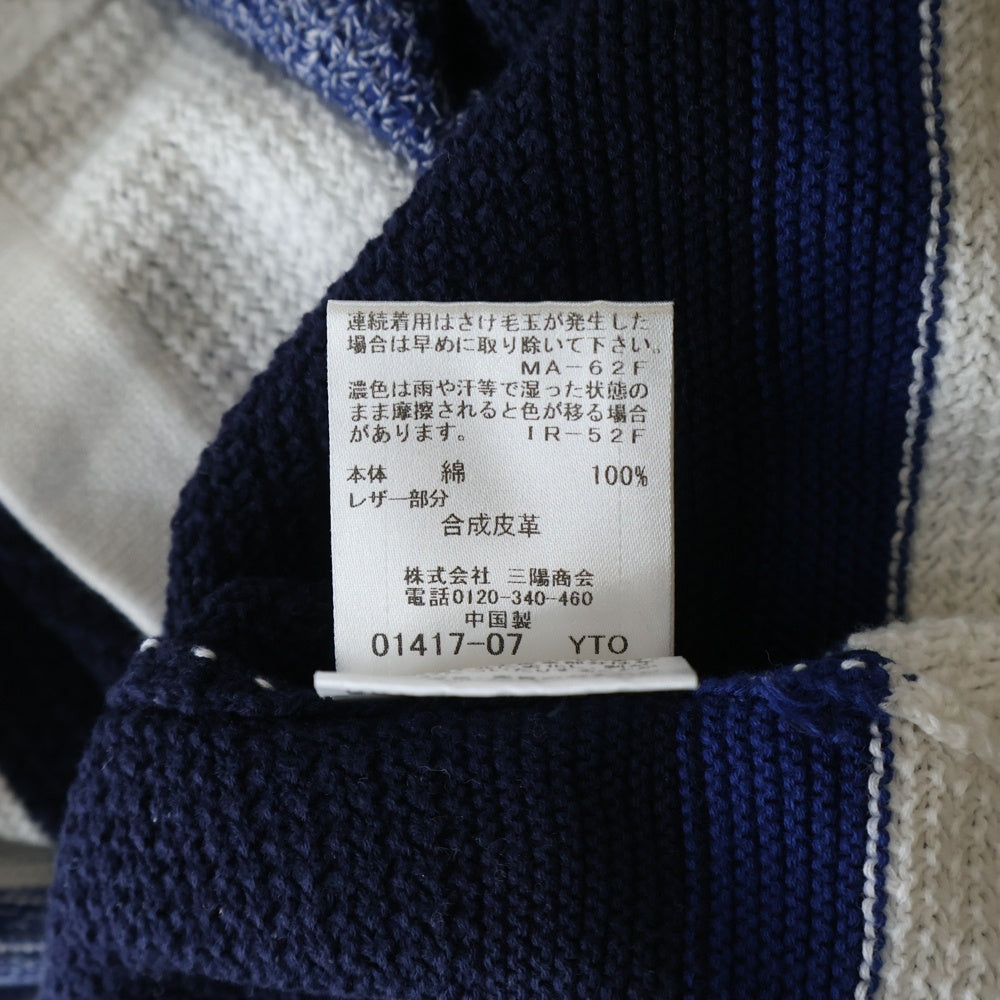 連続着用はさけ毛玉が発生した
場合は早めに取り除いて下さい。
MA-62F
濃色は雨や汗等で湿った状態の
まま摩擦されると色が移る場合
があります。 IR-52F
本体 綿 100%
レザー部分
合成皮革
株式会社 三陽商会
電話0120-340-460
中国製
01417-07 YTO